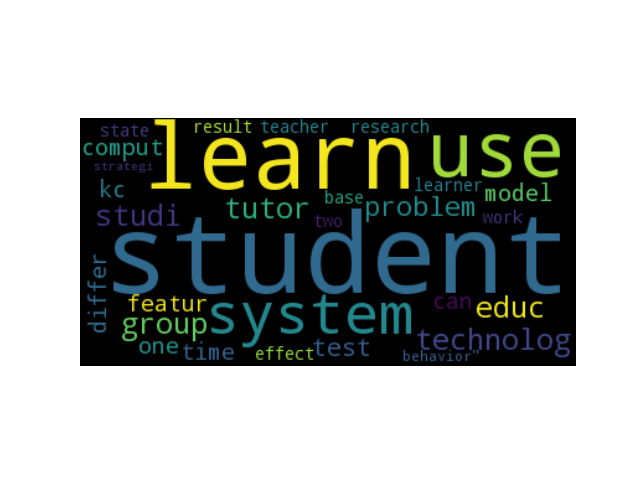 state result teacher research
comput learn use
strategi
kc base learner model
studi tutor two problem work
student
differ
featur system can educ
group technolog
one time effect test behavior"